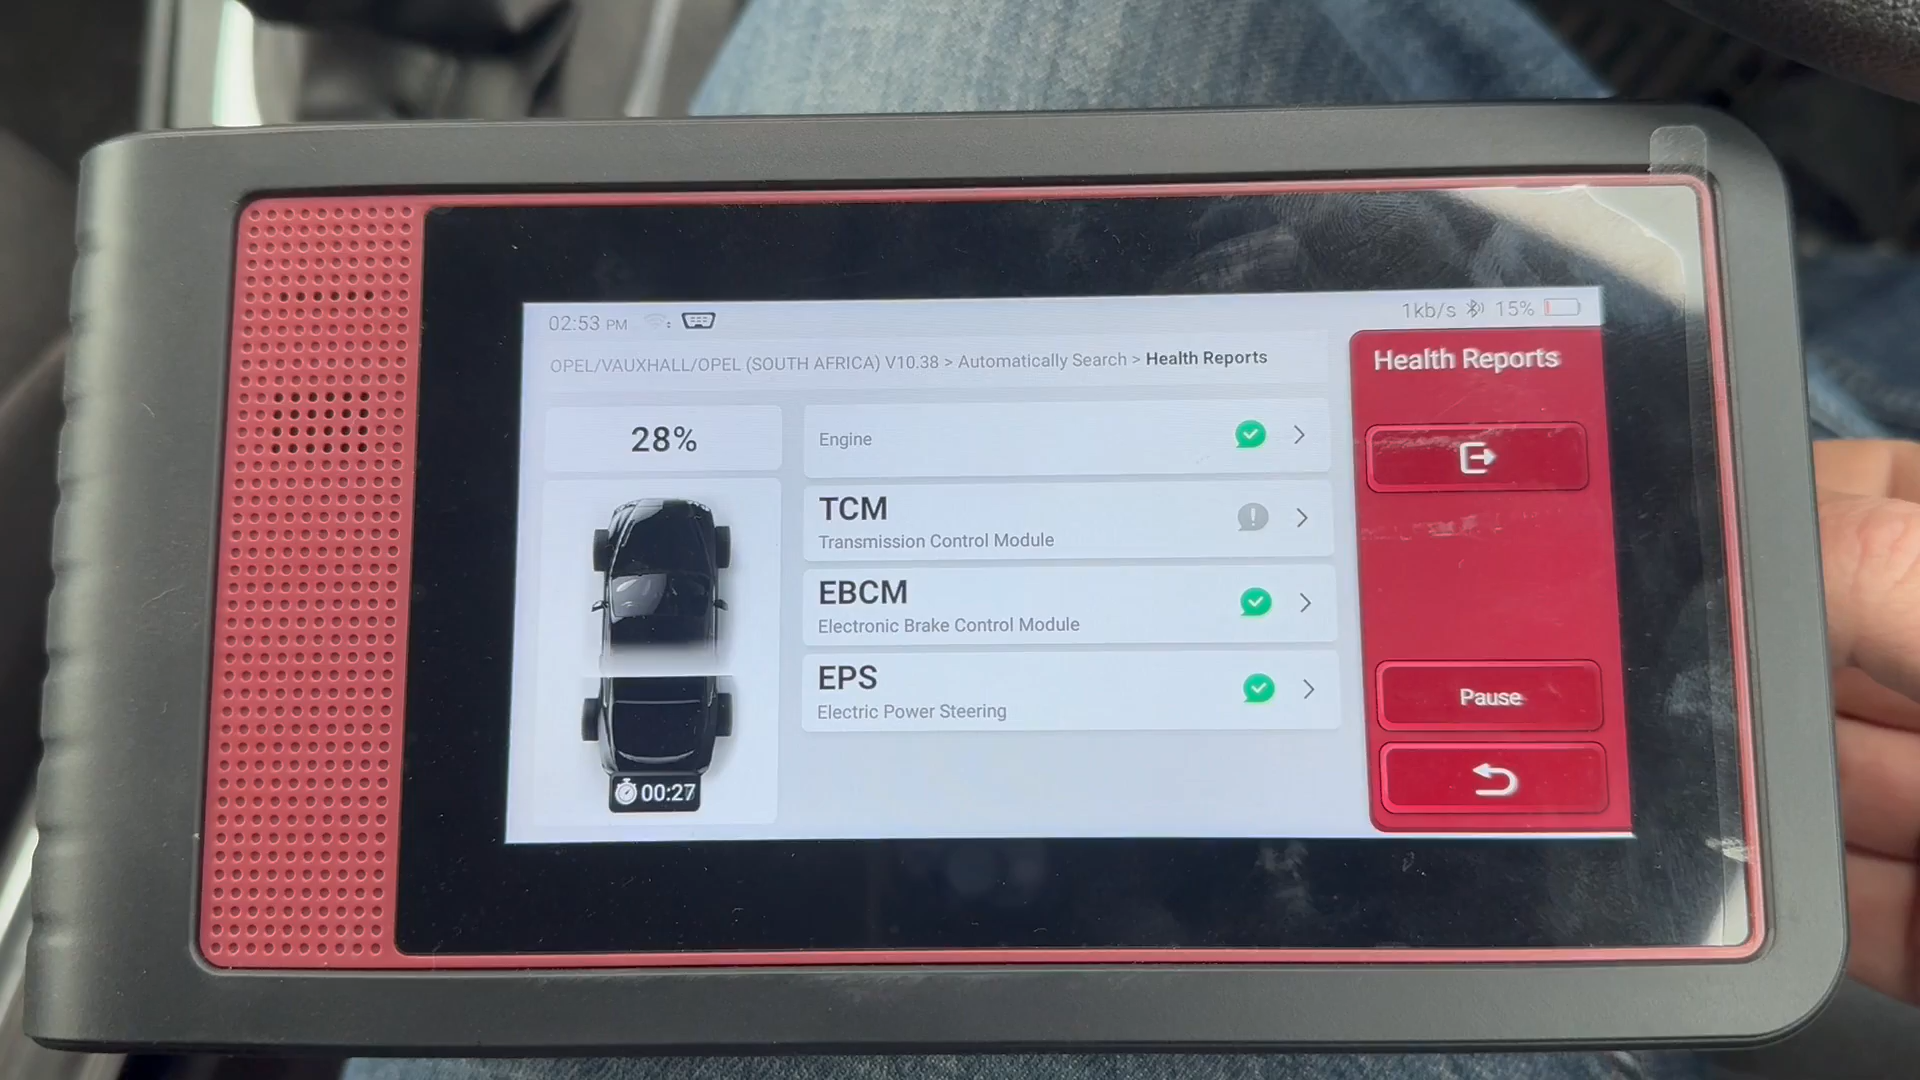 02:53 PM
1kb/s 15%
OPEL/VAUXHALL/OPEL (SOUTH AFRICA) V10.38 > Automatically Search > Health Reports
Health Reports
28%
Engine
TCM
Transmission Control Module
EBCM
Electronic Brake Control Module
EPS
Electric Power Steering
00:27
Pause